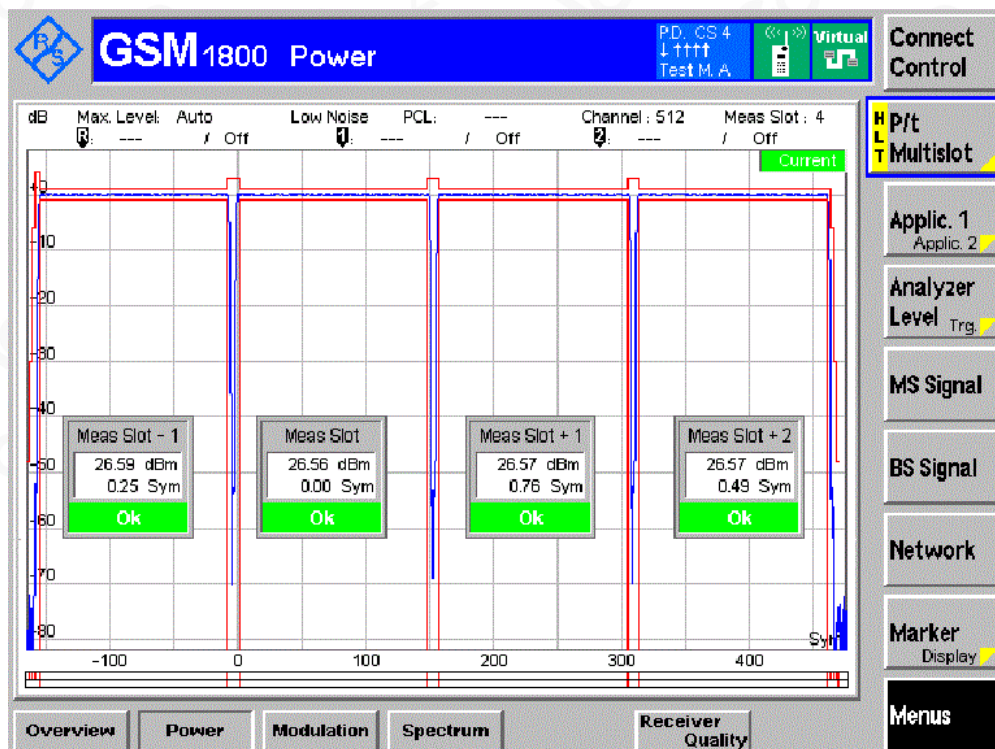 R S
GSM 1800 Power
P.D. CS 4
↓↑↑↑↑
Test M. A
Virtual
Connect
Control
dB Max. Level: Auto Low Noise PCL: --- Channel : 512 Meas Slot : 4
R: --- / Off 1: --- / Off 2: --- / Off
Current
H L T
P/t
Multislot
Applic. 1
Applic. 2
Analyzer
Level Trg.
MS Signal
BS Signal
Network
Marker
Display
Menus
+0
-10
-20
-30
-40
-50
-60
-70
-80
Meas Slot - 1
26.59 dBm
0.25 Sym
Ok
Meas Slot
26.56 dBm
0.00 Sym
Ok
Meas Slot + 1
26.57 dBm
0.76 Sym
Ok
Meas Slot + 2
26.57 dBm
0.49 Sym
Ok
Sym
-100 0 100 200 300 400
Overview Power Modulation Spectrum Receiver
Quality